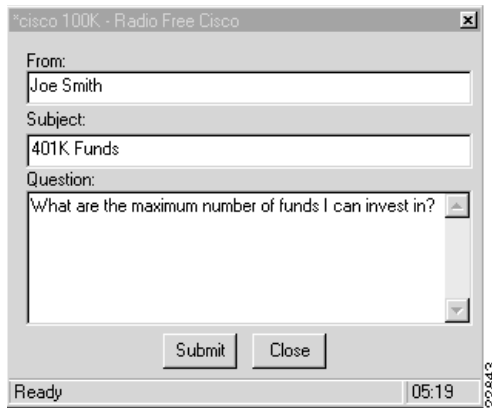 *cisco 100K - Radio Free Cisco
From:
Joe Smith
Subject:
401K Funds
Question:
What are the maximum number of funds I can invest in?
Submit Close
Ready 05:19
22843